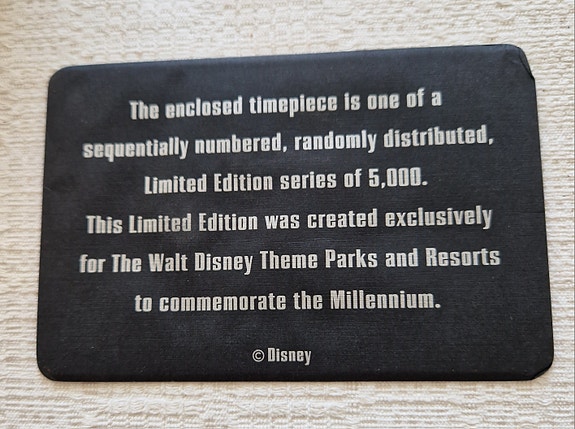 The enclosed timepiece is one of a
sequentially numbered, randomly distributed,
Limited Edition series of 5,000.
This Limited Edition was created exclusively
for The Walt Disney Theme Parks and Resorts
to commemorate the Millennium.
© Disney